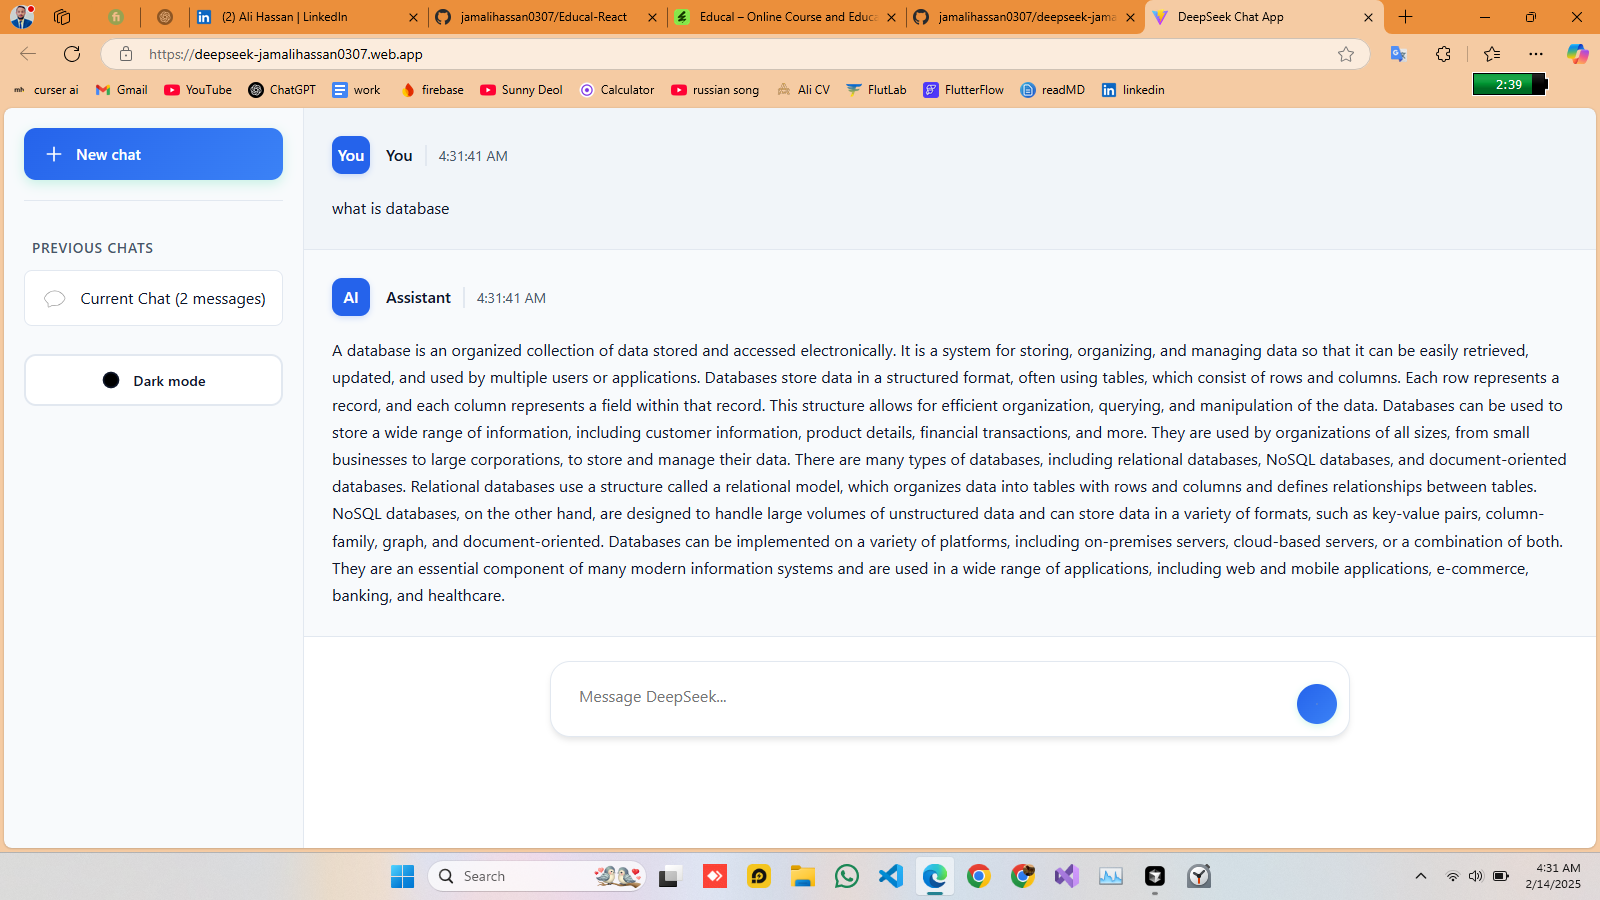 (2) Ali Hassan | LinkedIn
jamalihassan0307/Educal-React
Educal – Online Course and Educa
jamalihassan0307/deepseek-jama
DeepSeek Chat App
https://deepseek-jamalihassan0307.web.app
curser ai
Gmail
YouTube
ChatGPT
work
firebase
Sunny Deol
Calculator
russian song
Ali CV
FlutLab
FlutterFlow
readMD
linkedin
2:39
New chat
PREVIOUS CHATS
Current Chat (2 messages)
Dark mode
You
You
4:31:41 AM
what is database
AI
Assistant
4:31:41 AM
A database is an organized collection of data stored and accessed electronically. It is a system for storing, organizing, and managing data so that it can be easily retrieved,
updated, and used by multiple users or applications. Databases store data in a structured format, often using tables, which consist of rows and columns. Each row represents a
record, and each column represents a field within that record. This structure allows for efficient organization, querying, and manipulation of the data. Databases can be used to
store a wide range of information, including customer information, product details, financial transactions, and more. They are used by organizations of all sizes, from small
businesses to large corporations, to store and manage their data. There are many types of databases, including relational databases, NoSQL databases, and document-oriented
databases. Relational databases use a structure called a relational model, which organizes data into tables with rows and columns and defines relationships between tables.
NoSQL databases, on the other hand, are designed to handle large volumes of unstructured data and can store data in a variety of formats, such as key-value pairs, column-
family, graph, and document-oriented. Databases can be implemented on a variety of platforms, including on-premises servers, cloud-based servers, or a combination of both.
They are an essential component of many modern information systems and are used in a wide range of applications, including web and mobile applications, e-commerce,
banking, and healthcare.
Message DeepSeek...
Search
4:31 AM
2/14/2025